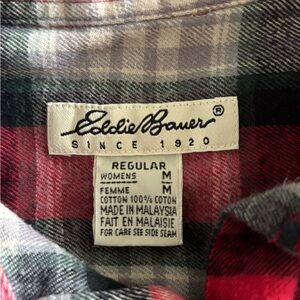 Eddie Bauer®
SINCE 1920
REGULAR
WOMENS M
FEMME M
COTTON 100% COTON
MADE IN MALAYSIA
FAIT EN MALAISIE
FOR CARE SEE SIDE SEAM